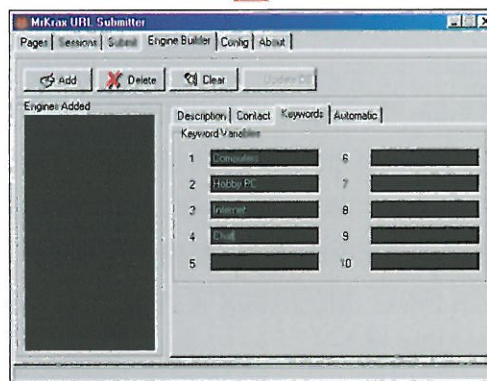 MrKrax URL Submitter
Pages Sessions Submit Engine Builder Config About
Add Delete Clear
Engines Added
Description Contact Keywords Automatic
Keyword Variables
1 Computers 6
2 Hobby PC 7
3 Internet 8
4 Chat 9
5 10